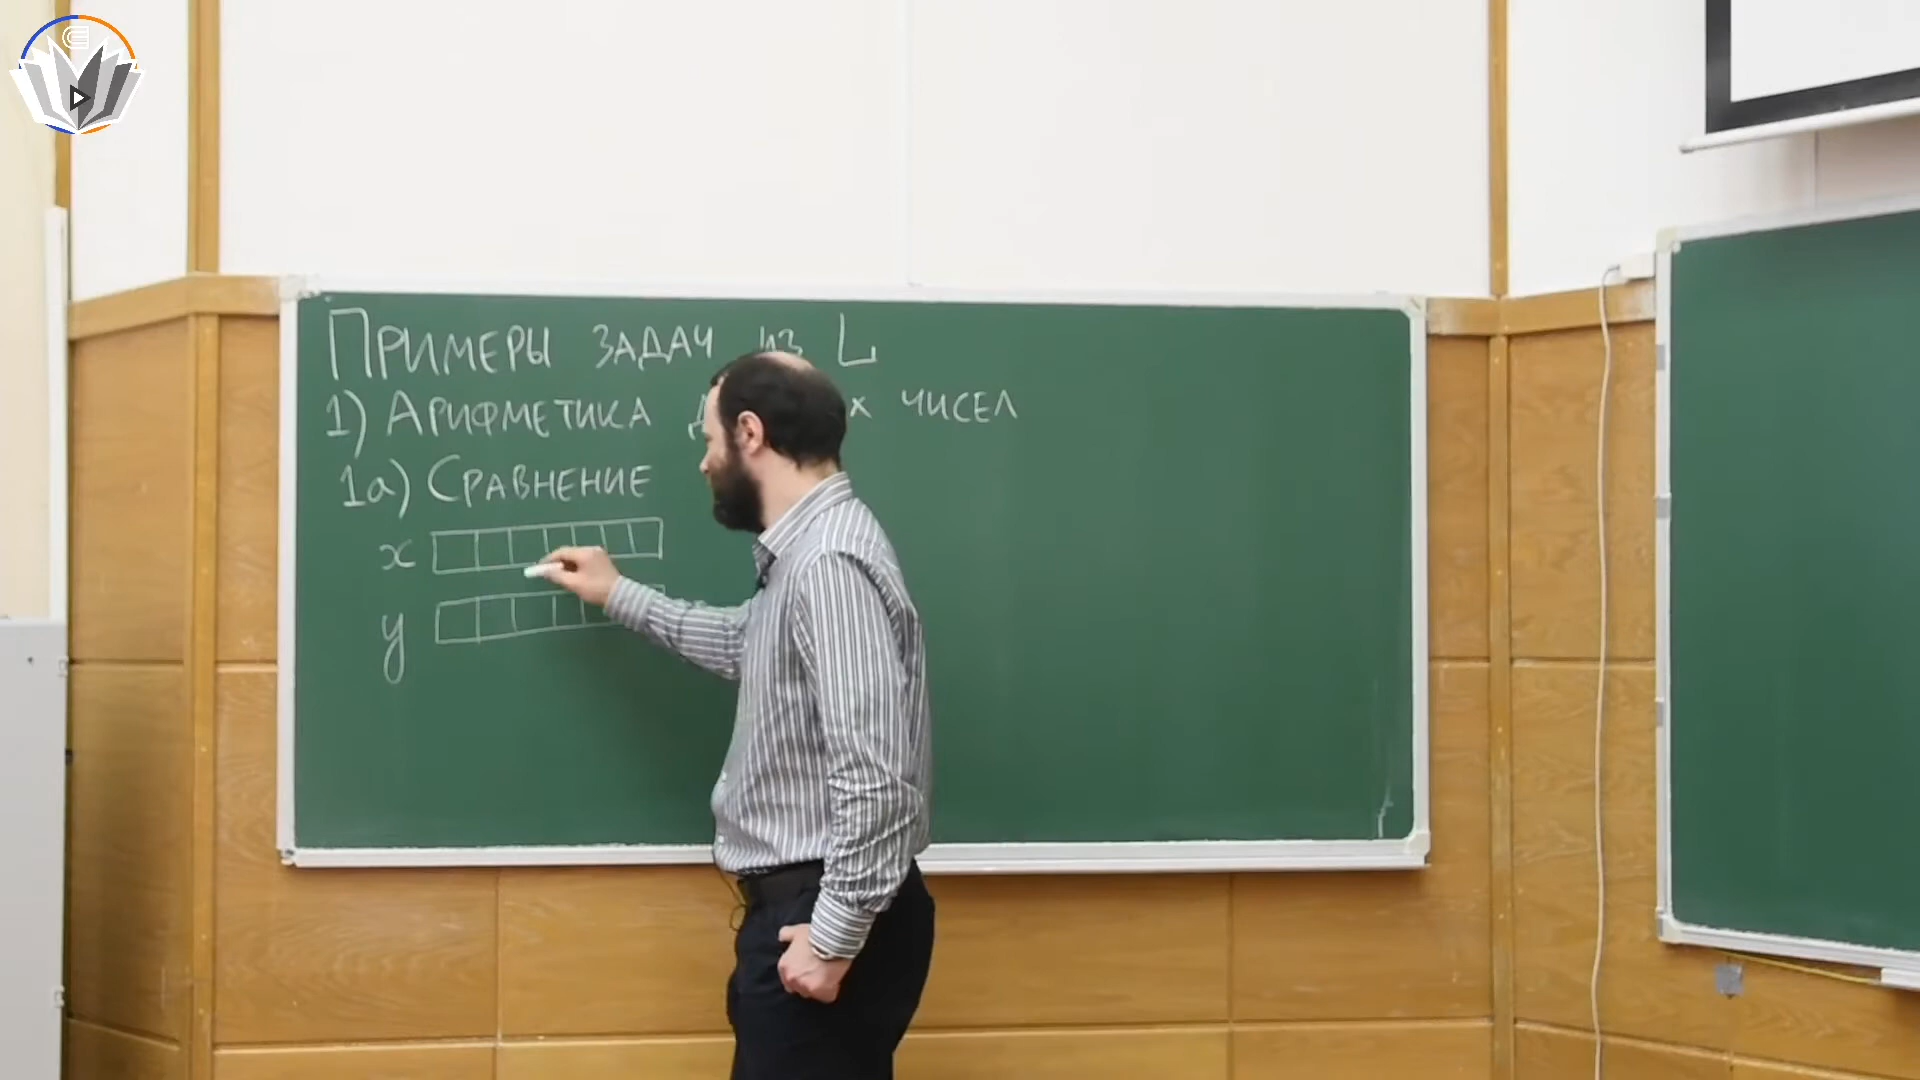 Примеры задач из L
1) Арифметика чисел
1а) Сравнение
x
y